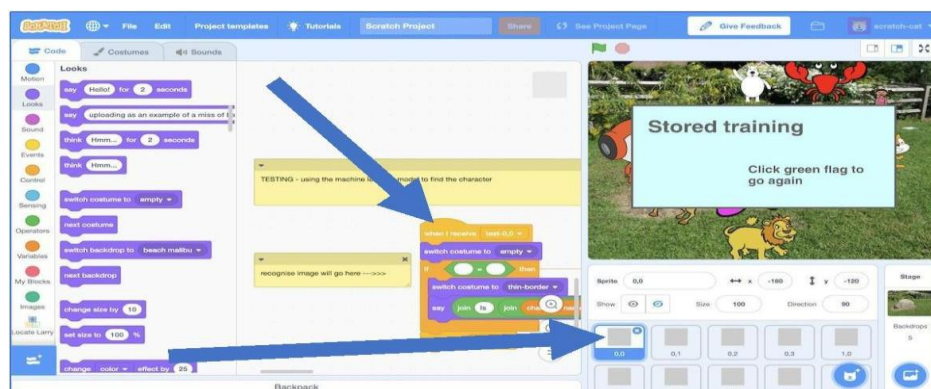 SCRATCH File Edit Project templates Tutorials Scratch Project Share See Project Page Give Feedback scratch-cat
Code Costumes Sounds
Motion
Looks
Sound
Events
Control
Sensing
Operators
Variables
My Blocks
Images
Locate Larry
Looks
say Hello! for 2 seconds
say uploading as an example of a miss of
think Hmm... for 2 seconds
think Hmm...
switch costume to empty
next costume
switch backdrop to beach malibu
next backdrop
change size by 10
set size to 100 %
change color effect by 25
TESTING - using the machine model to find the character
recognise image will go here --->>>
when I receive test-0,0
switch costume to empty
if = then
switch costume to thin-border
say join is join
Backpack
Stored training
Click green flag to
go again
Sprite 0,0 x -160 y -120
Show Size 100 Direction 90
0,0 0,1 0,2 0,3 1,0
Stage
Backdrops
5